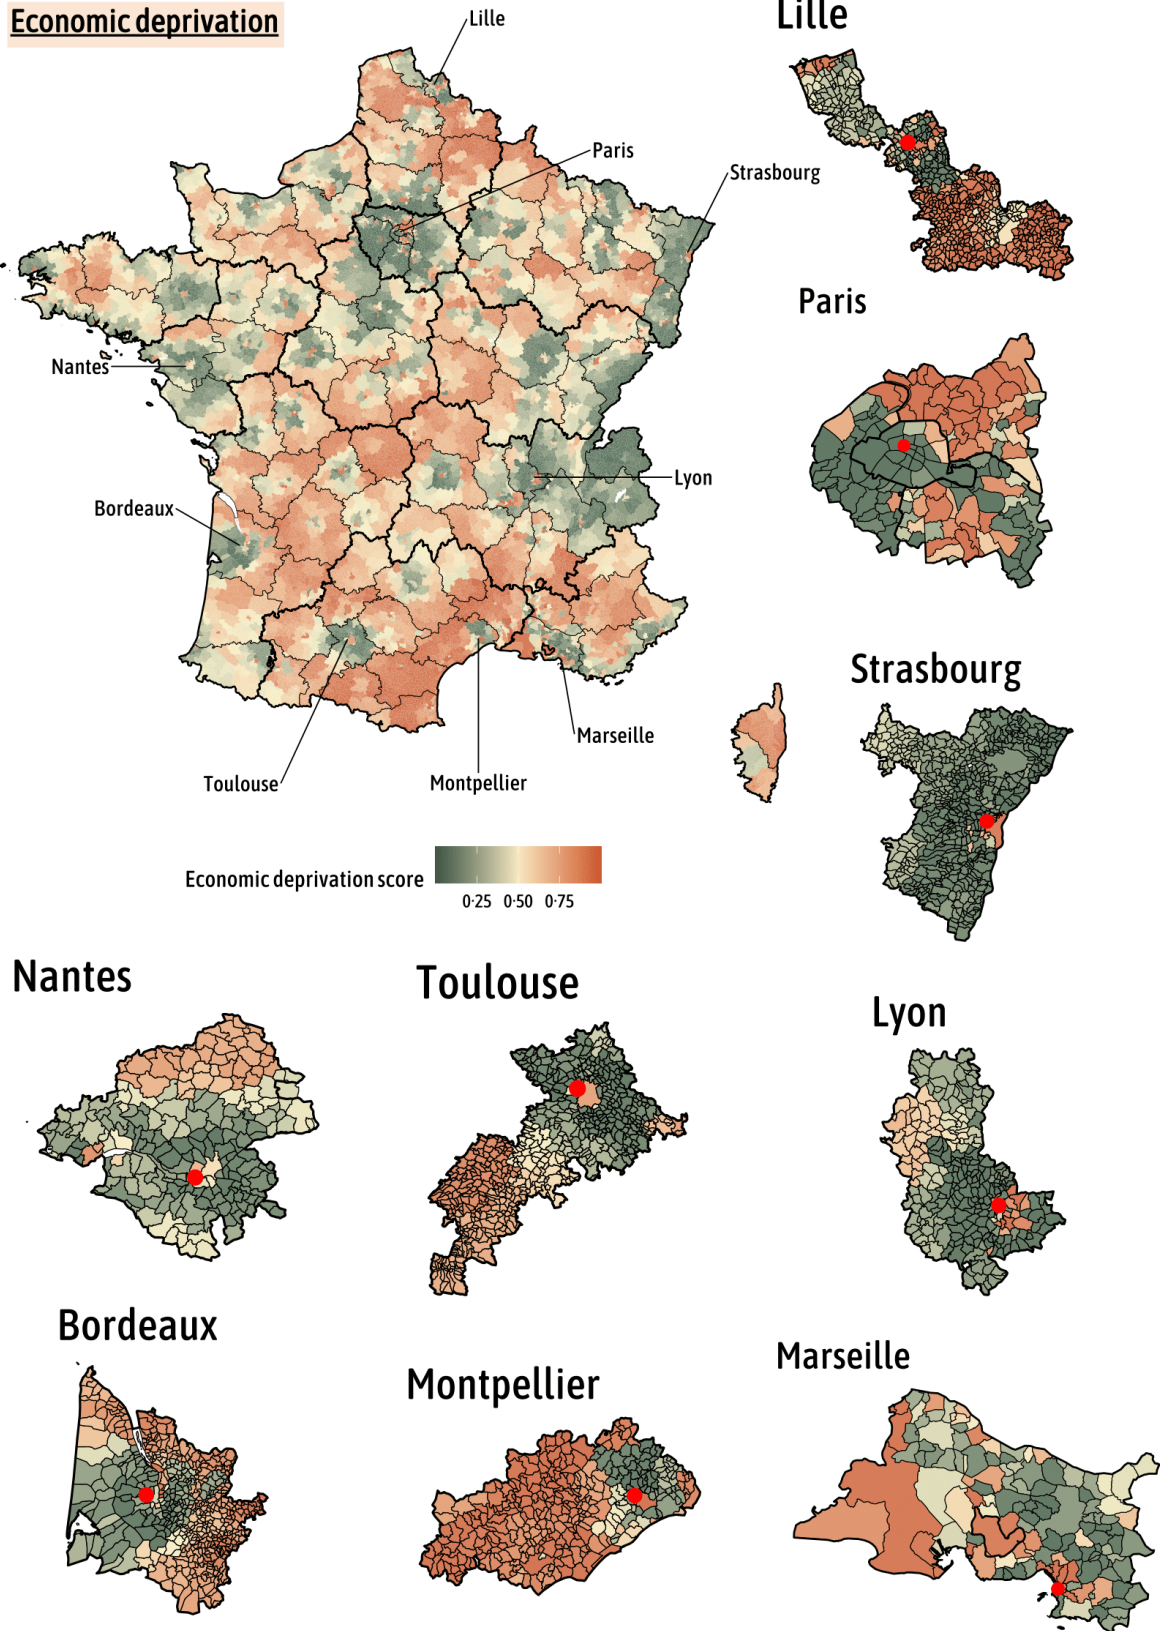 Economic deprivation
Lille
Paris
Strasbourg
Nantes
Lyon
Bordeaux
Marseille
Toulouse
Montpellier
Economic deprivation score
0·25 0·50 0·75
Lille
Paris
Strasbourg
Nantes
Toulouse
Lyon
Bordeaux
Montpellier
Marseille